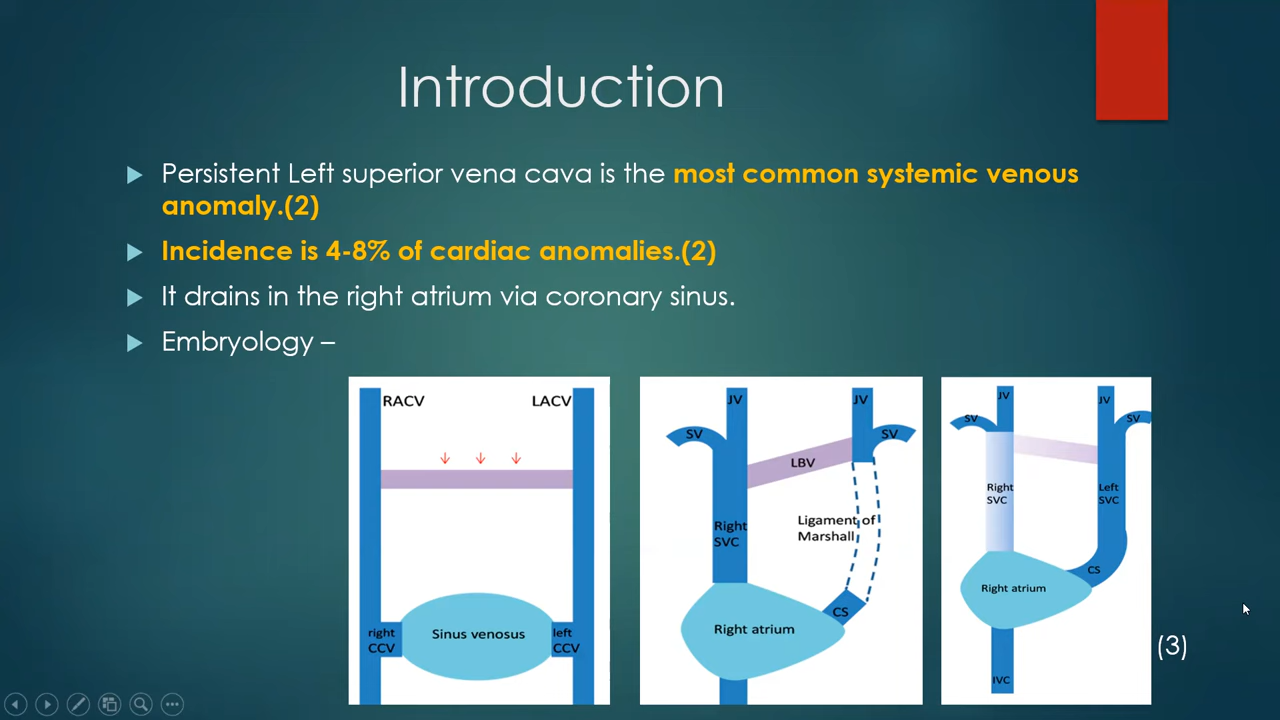 Introduction
Persistent Left superior vena cava is the most common systemic venous
anomaly.(2)
Incidence is 4-8% of cardiac anomalies.(2)
It drains in the right atrium via coronary sinus.
Embryology –
RACV
LACV
right
CCV
Sinus venosus
left
CCV
JV
JV
SV
SV
LBV
Right
SVC
Ligament of
Marshall
CS
Right atrium
JV
JV
SV
SV
Right
SVC
Left
SVC
CS
Right atrium
IVC
(3)